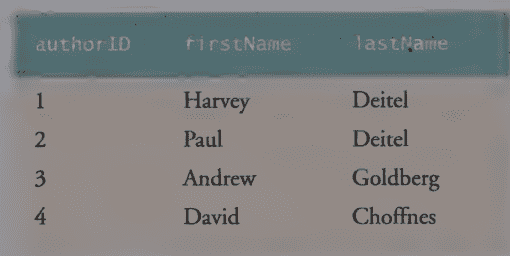 authorID firstName lastName
1 Harvey Deitel
2 Paul Deitel
3 Andrew Goldberg
4 David Choffnes